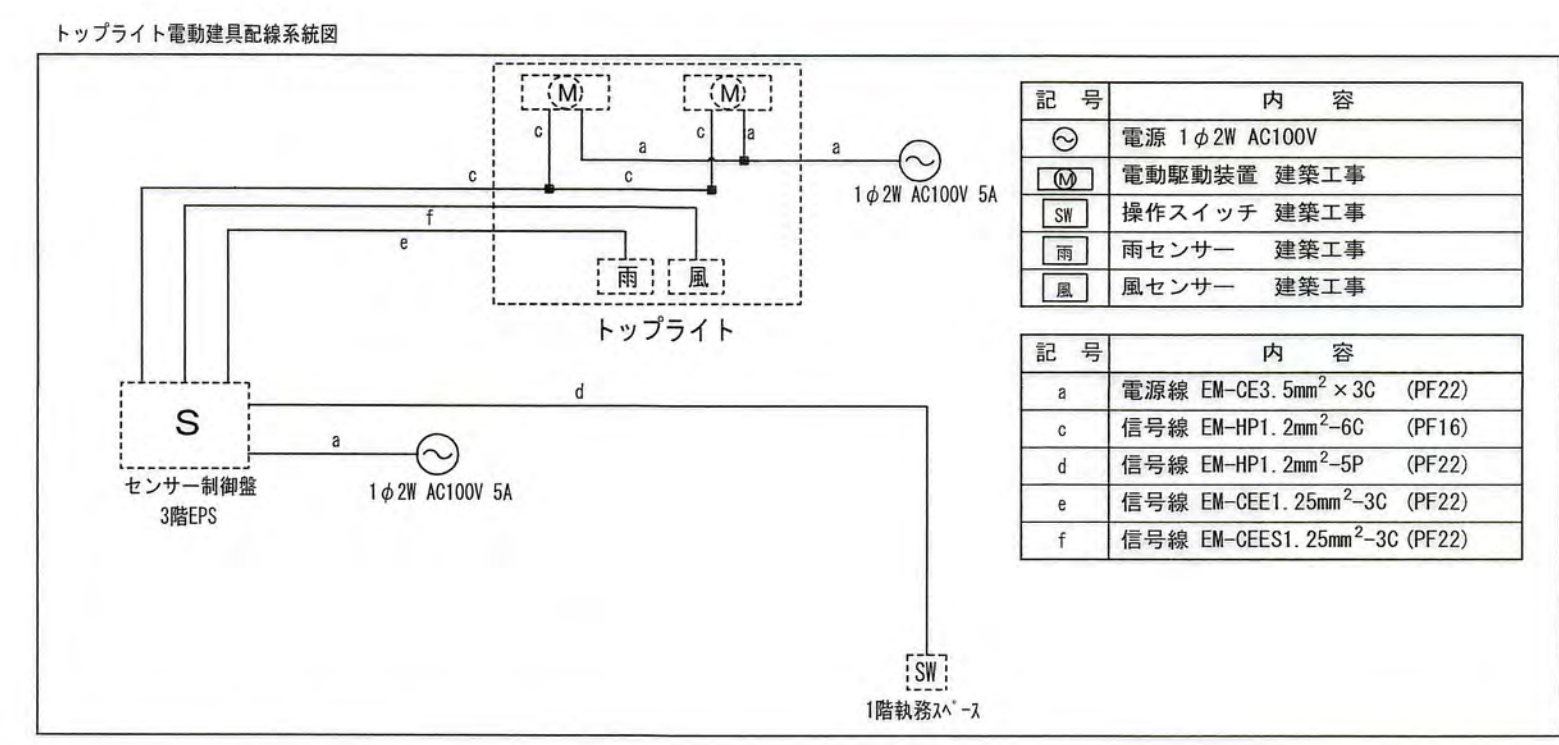 トップライト電動建具配線系統図
M M
c a c a
a a
1φ2W AC100V 5A
c c
f
e
雨 風
トップライト
S
センサー制御盤
3階EPS
d
a
1φ2W AC100V 5A
SW
1階執務スペース
記 号 内 容
電源 1φ2W AC100V
M 電動駆動装置 建築工事
SW 操作スイッチ 建築工事
雨 雨センサー 建築工事
風 風センサー 建築工事
記 号 内 容
a 電源線 EM-CE3.5mm²×3C (PF22)
c 信号線 EM-HP1.2mm²-6C (PF16)
d 信号線 EM-HP1.2mm²-5P (PF22)
e 信号線 EM-CEE1.25mm²-3C (PF22)
f 信号線 EM-CEES1.25mm²-3C (PF22)